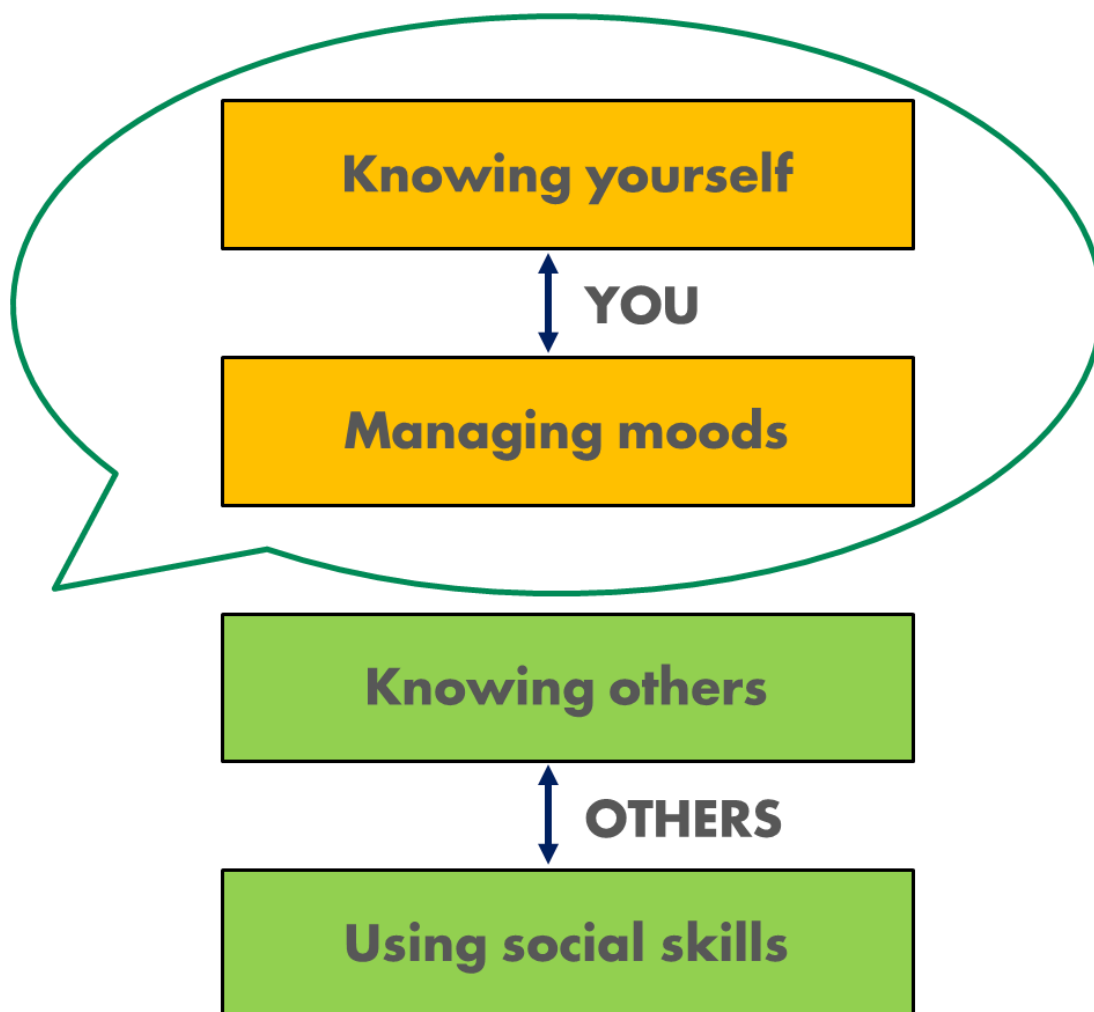 Knowing yourself
YOU
Managing moods
Knowing others
OTHERS
Using social skills